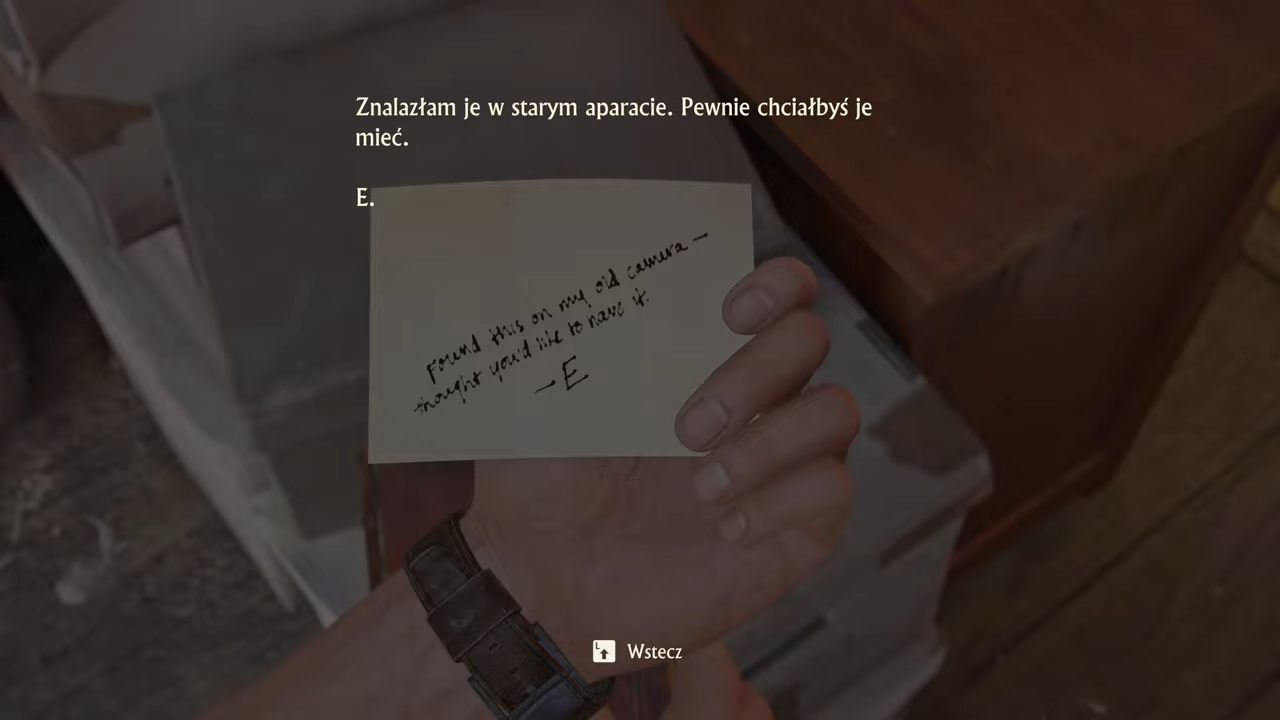 Znalazłam je w starym aparacie. Pewnie chciałbyś je
mieć.
E.
Found this on my old camera –
thought you'd like to have it.
– E
L
Wstecz